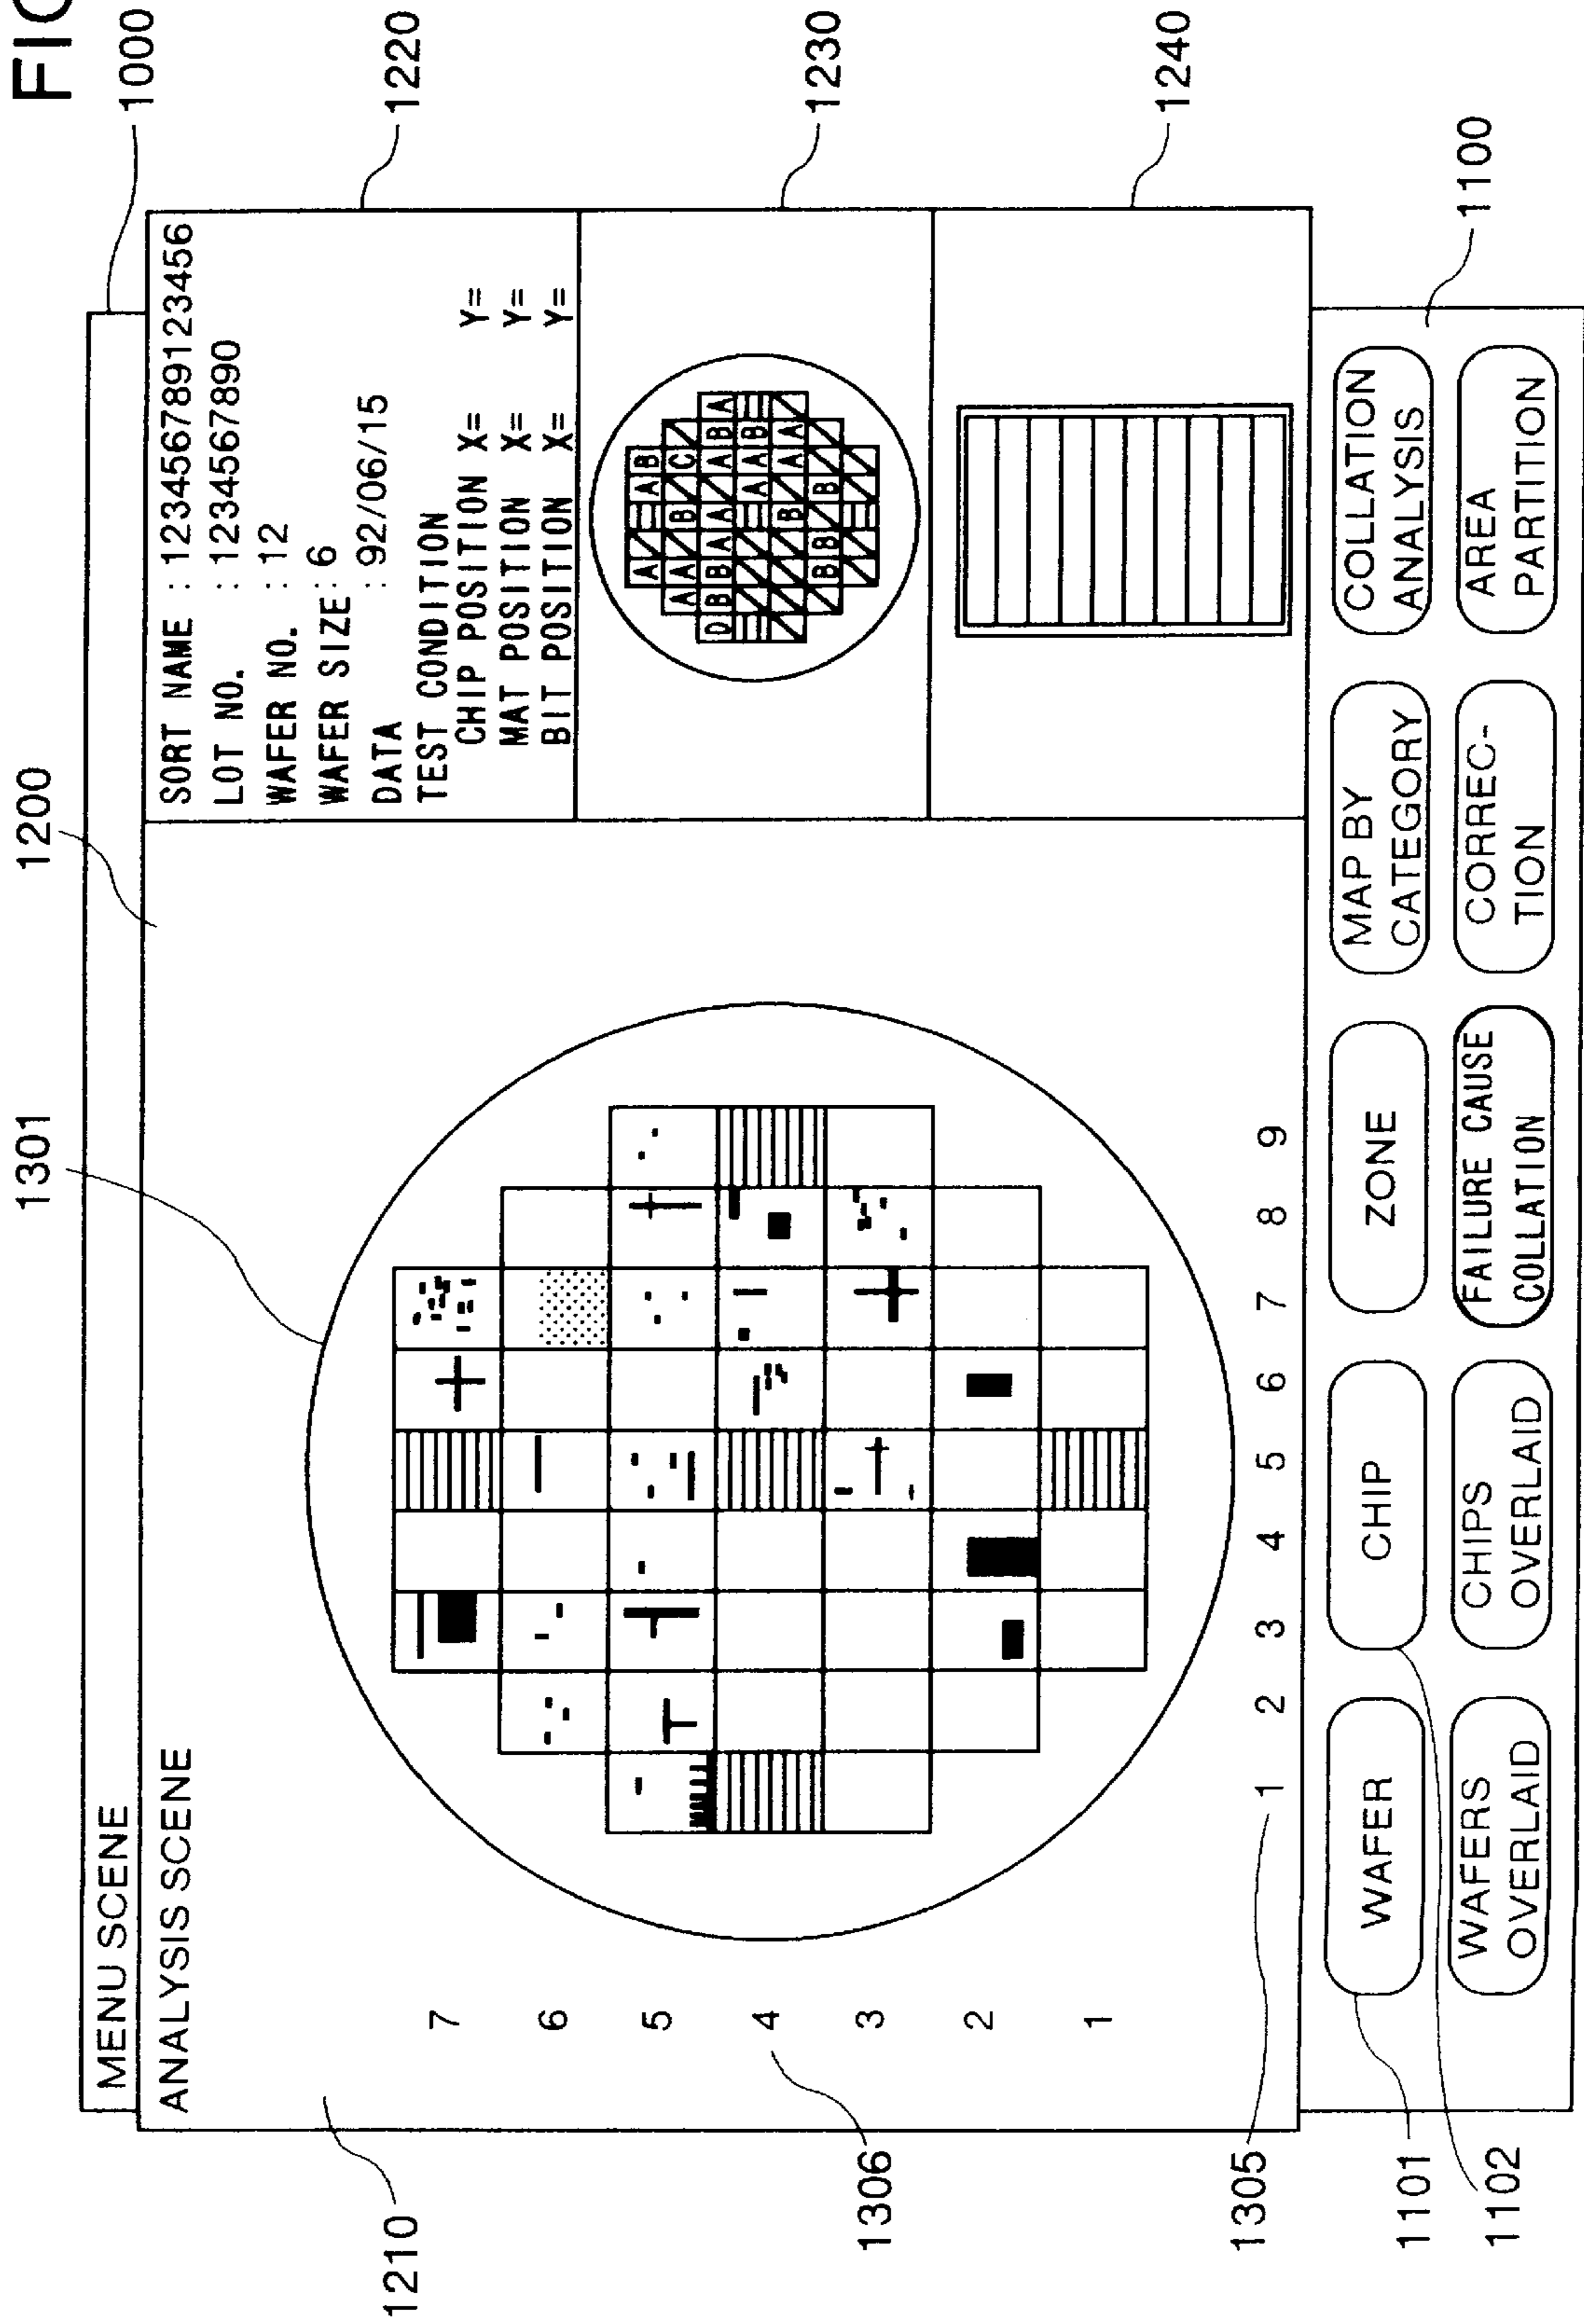 FIG
1000
1200
1301
1220
1230
1240
1100
1210
1306
1305
1101
1102
MENU SCENE
ANALYSIS SCENE
SORT NAME : 123456789123456
LOT NO. : 1234567890
WAFER NO. : 12
WAFER SIZE : 6
DATA : 92/06/15
TEST CONDITION
CHIP POSITION X= Y=
MAT POSITION X= Y=
BIT POSITION X= Y=
A A B
A A B C
D B B A A A B A
A A B
B A A
B B B
7
6
5
4
3
2
1
1 2 3 4 5 6 7 8 9
WAFER
CHIP
ZONE
MAP BY
CATEGORY
COLLATION
ANALYSIS
WAFERS
OVERLAID
CHIPS
OVERLAID
FAILURE CAUSE
COLLATION
CORREC-
TION
AREA
PARTITION